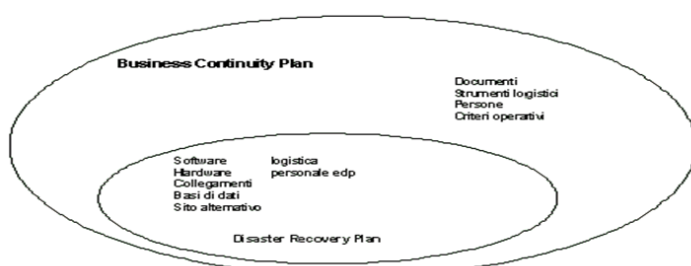 Business Continuity Plan
Documenti
Strumenti logistici
Persone
Criteri operativi
Software logistica
Hardware personale edp
Collegamenti
Basi di dati
Sito alternativo
Disaster Recovery Plan